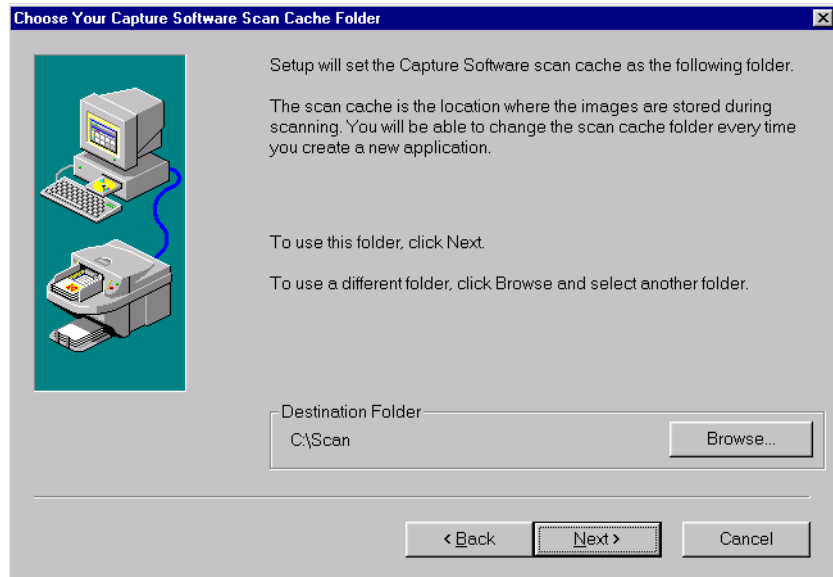 Choose Your Capture Software Scan Cache Folder
Setup will set the Capture Software scan cache as the following folder.
The scan cache is the location where the images are stored during
scanning. You will be able to change the scan cache folder every time
you create a new application.
To use this folder, click Next.
To use a different folder, click Browse and select another folder.
Destination Folder
C:\Scan
Browse...
< Back
Next >
Cancel